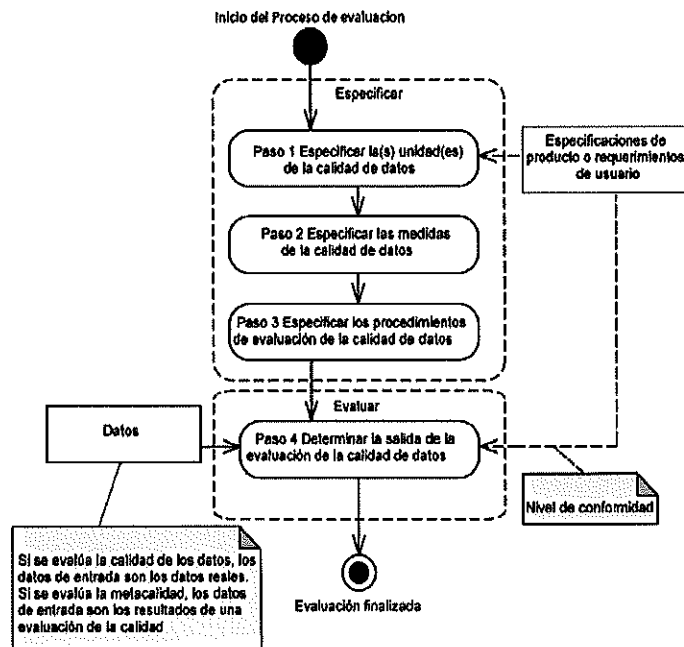 Inicio del Proceso de evaluacion
Especificar
Paso 1 Especificar la(s) unidad(es)
de la calidad de datos
Especificaciones de
producto o requerimientos
de usuario
Paso 2 Especificar las medidas
de la calidad de datos
Paso 3 Especificar los procedimientos
de evaluación de la calidad de datos
Evaluar
Datos
Paso 4 Determinar la salida de la
evaluación de la calidad de datos
Nivel de conformidad
Si se evalúa la calidad de los datos, los
datos de entrada son los datos reales.
Si se evalúa la metacalidad, los datos
de entrada son los resultados de una
evaluación de la calidad
Evaluación finalizada